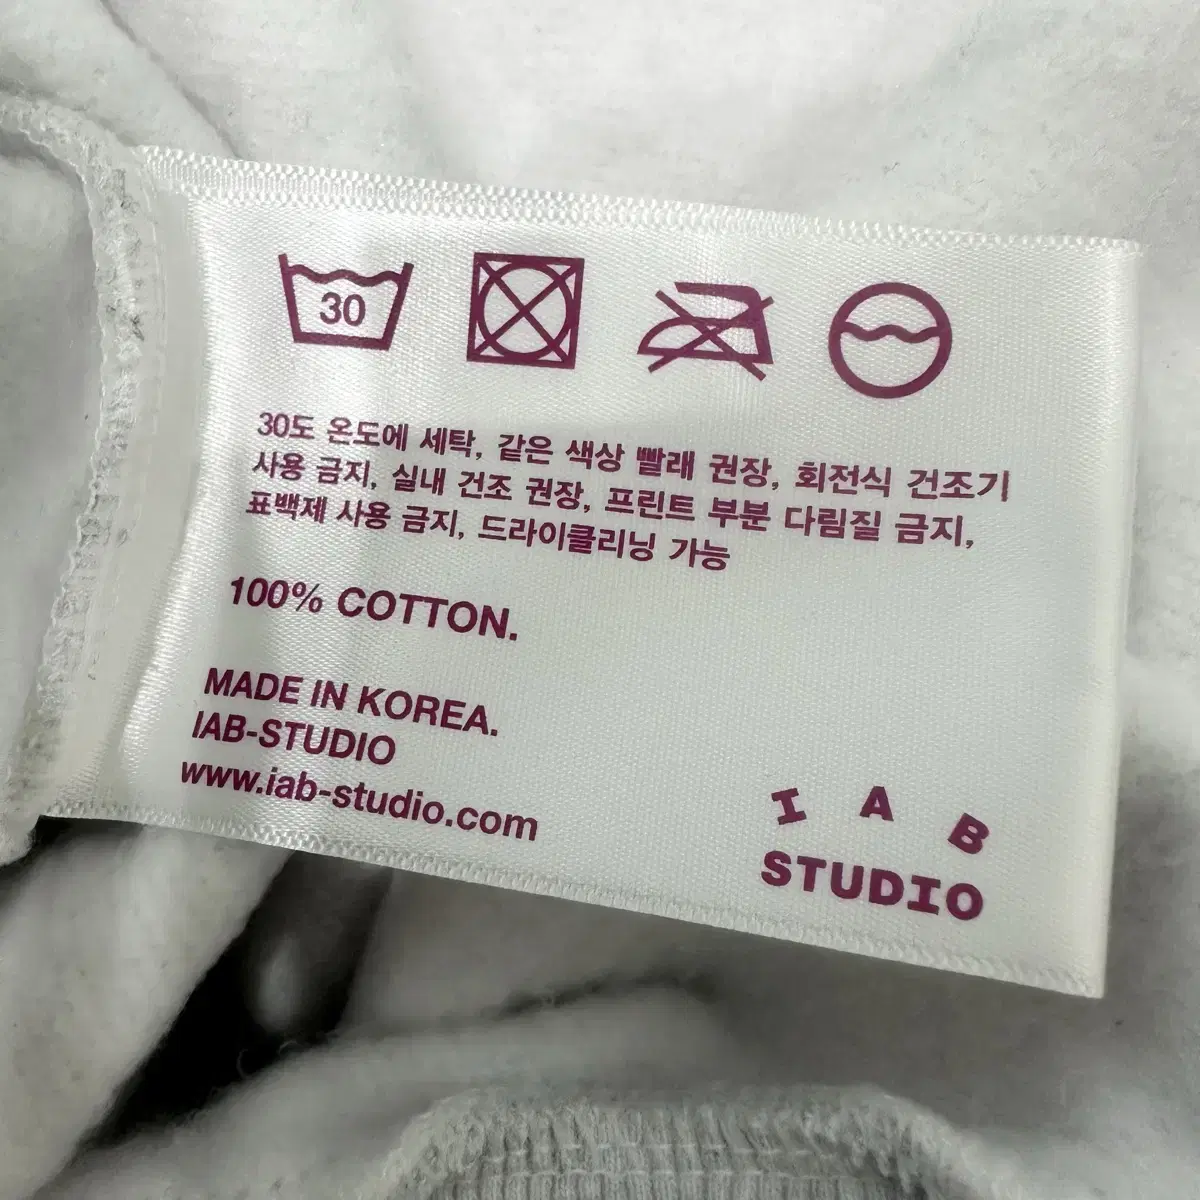 30
30도 온도에 세탁, 같은 색상 빨래 권장, 회전식 건조기
사용 금지, 실내 건조 권장, 프린트 부분 다림질 금지,
표백제 사용 금지, 드라이클리닝 가능
100% COTTON.
MADE IN KOREA.
IAB-STUDIO
www.iab-studio.com
IAB
STUDIO